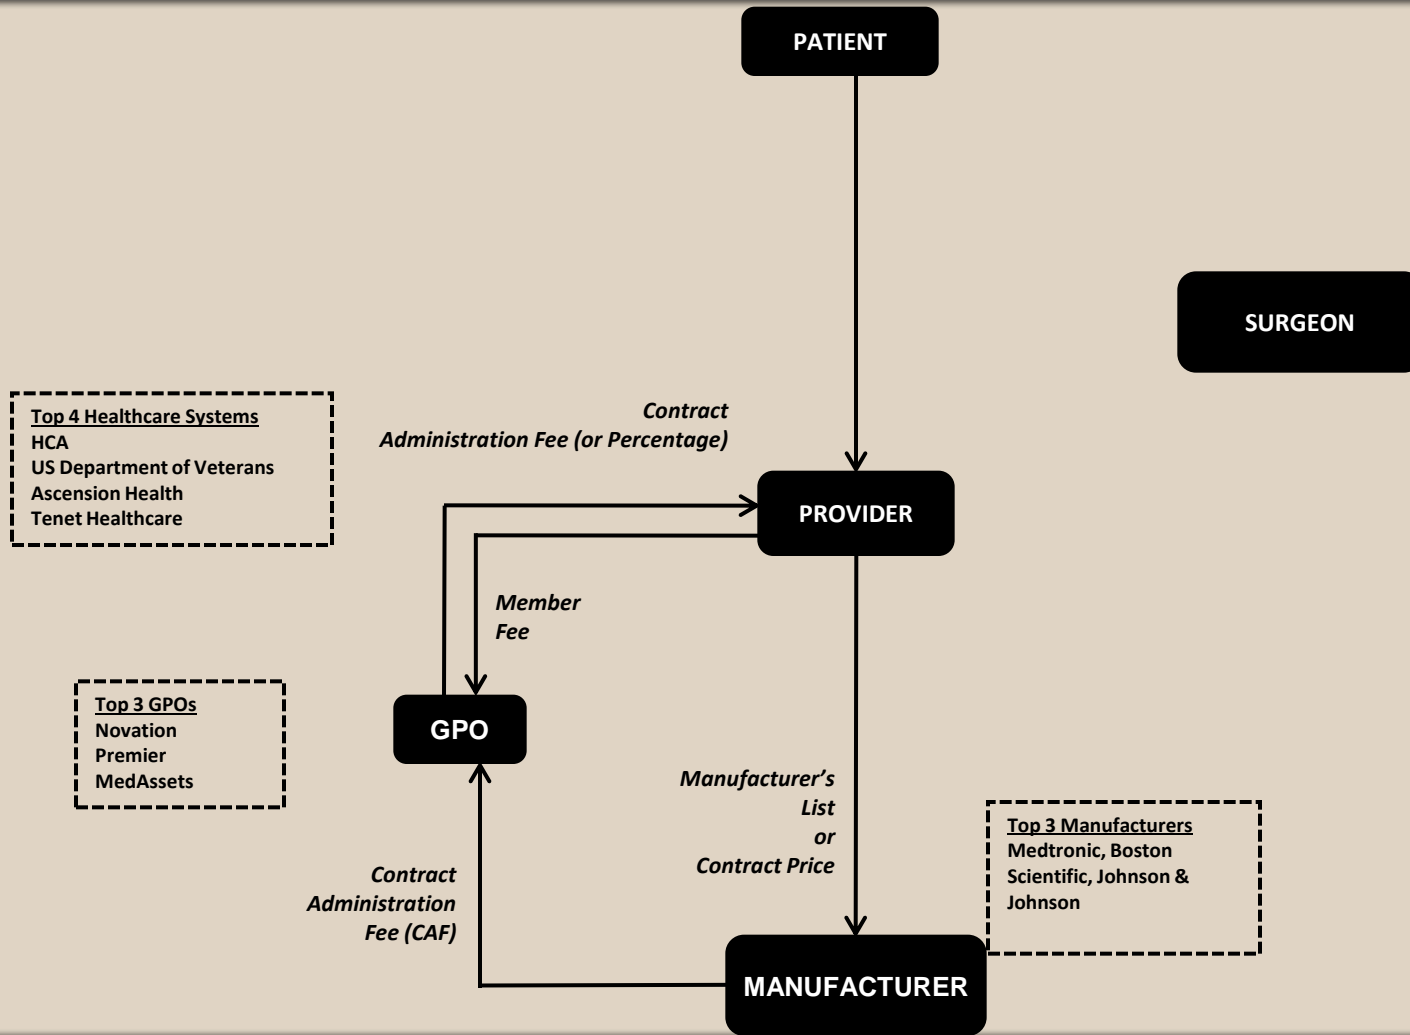 PATIENT
SURGEON
Contract
Administration Fee (or Percentage)
Top 4 Healthcare Systems
HCA
US Department of Veterans
Ascension Health
Tenet Healthcare
PROVIDER
Member
Fee
Top 3 GPOs
Novation
Premier
MedAssets
GPO
Manufacturer’s
List
or
Contract Price
Top 3 Manufacturers
Medtronic, Boston
Scientific, Johnson &
Johnson
Contract
Administration
Fee (CAF)
MANUFACTURER